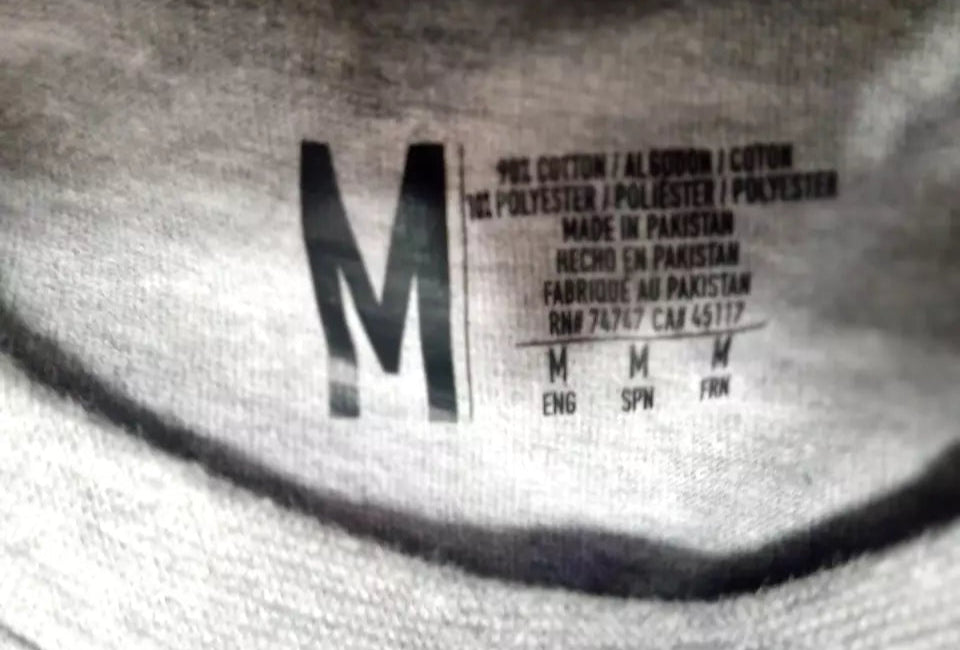 M
90% COTTON / ALGODON / COTON
10% POLYESTER / POLIÉSTER / POLYESTER
MADE IN PAKISTAN
HECHO EN PAKISTAN
FABRIQUE AU PAKISTAN
RN# 74747 CA# 45117
M M M
ENG SPN FRN